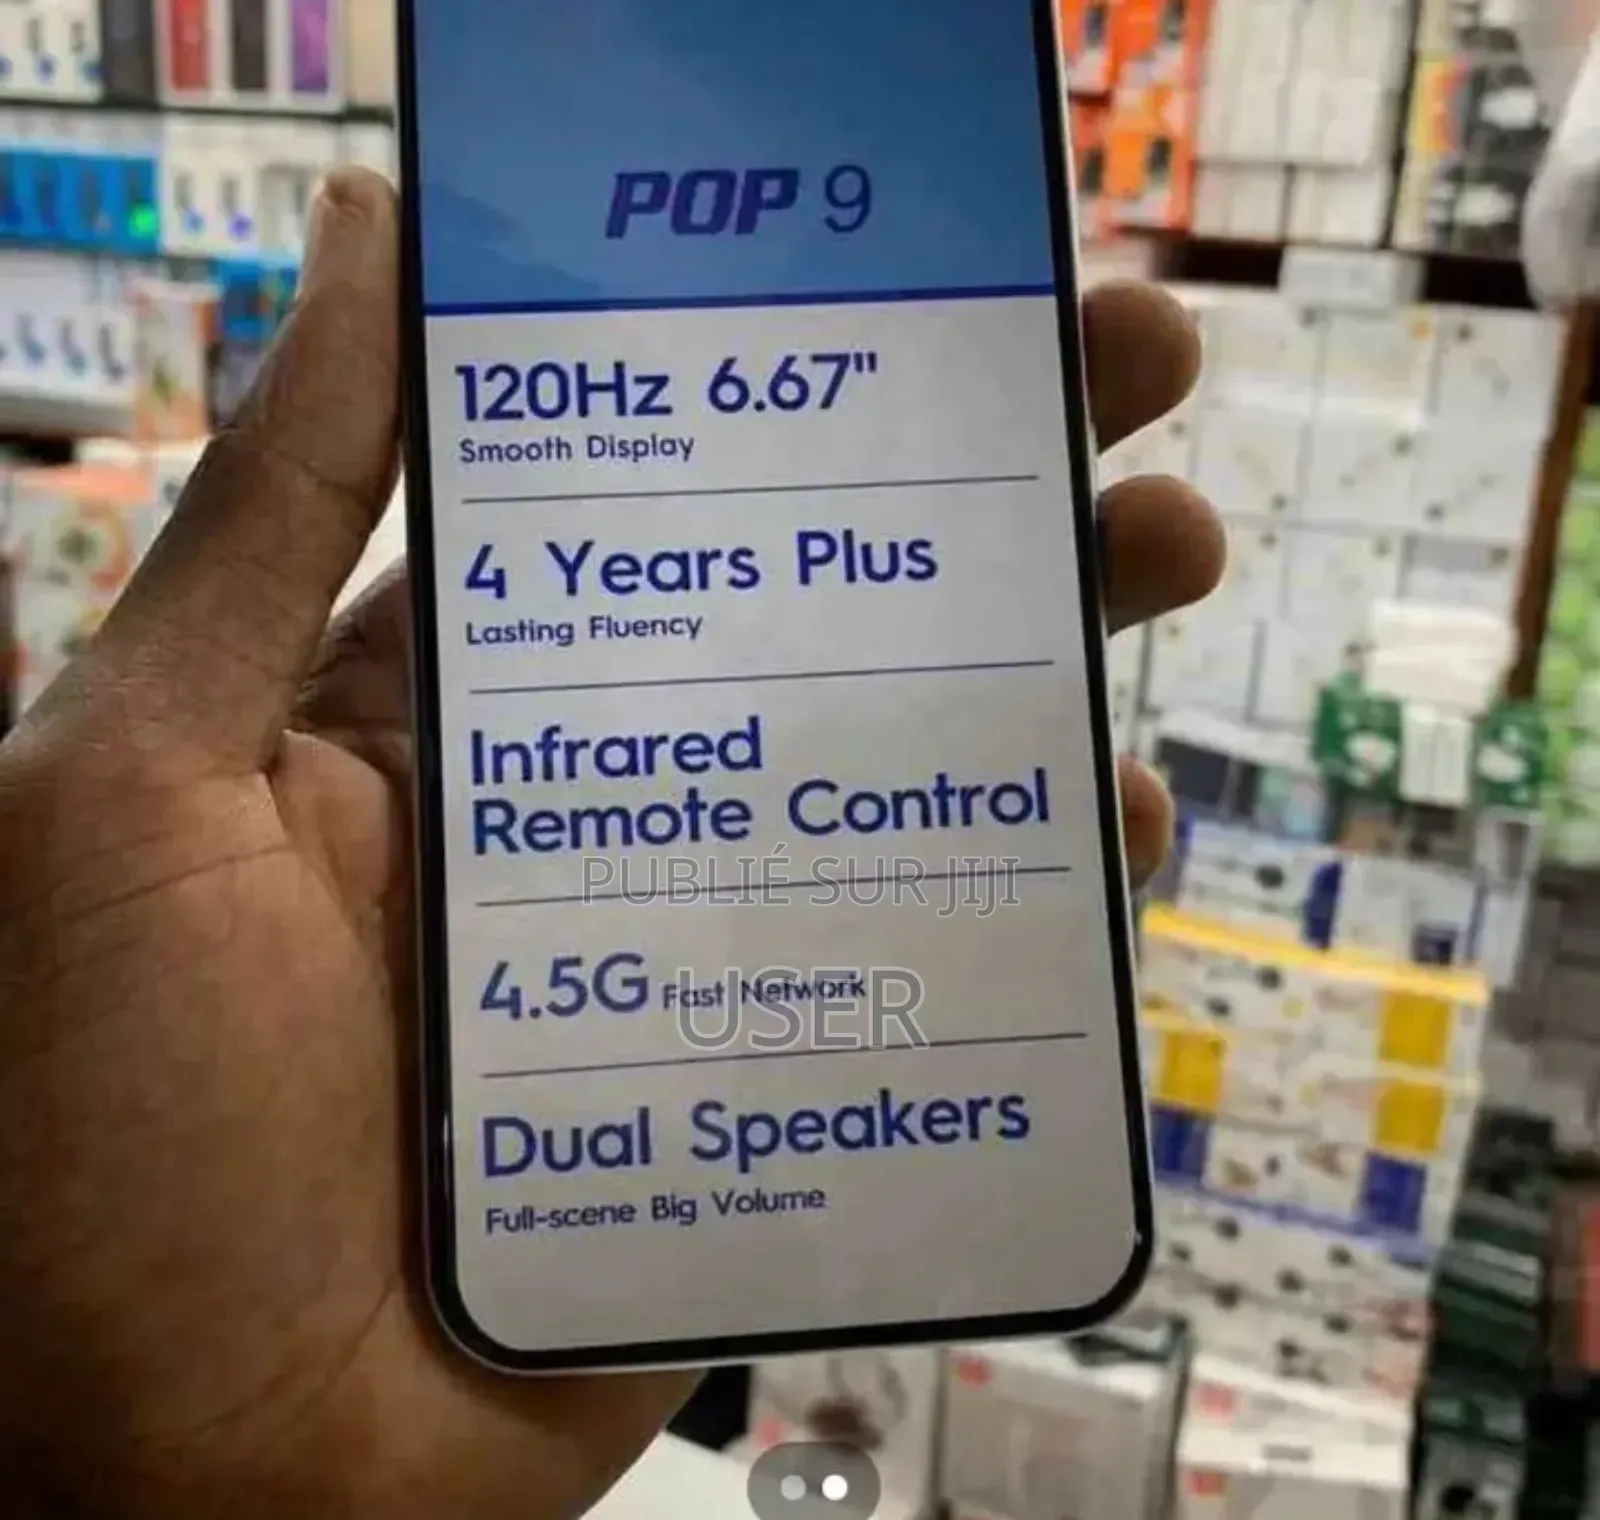 POP 9
120Hz 6.67"
Smooth Display
4 Years Plus
Lasting Fluency
Infrared
Remote Control
PUBLIÉ SUR JIJI
4.5G Fast Network
USER
Dual Speakers
Full-scene Big Volume